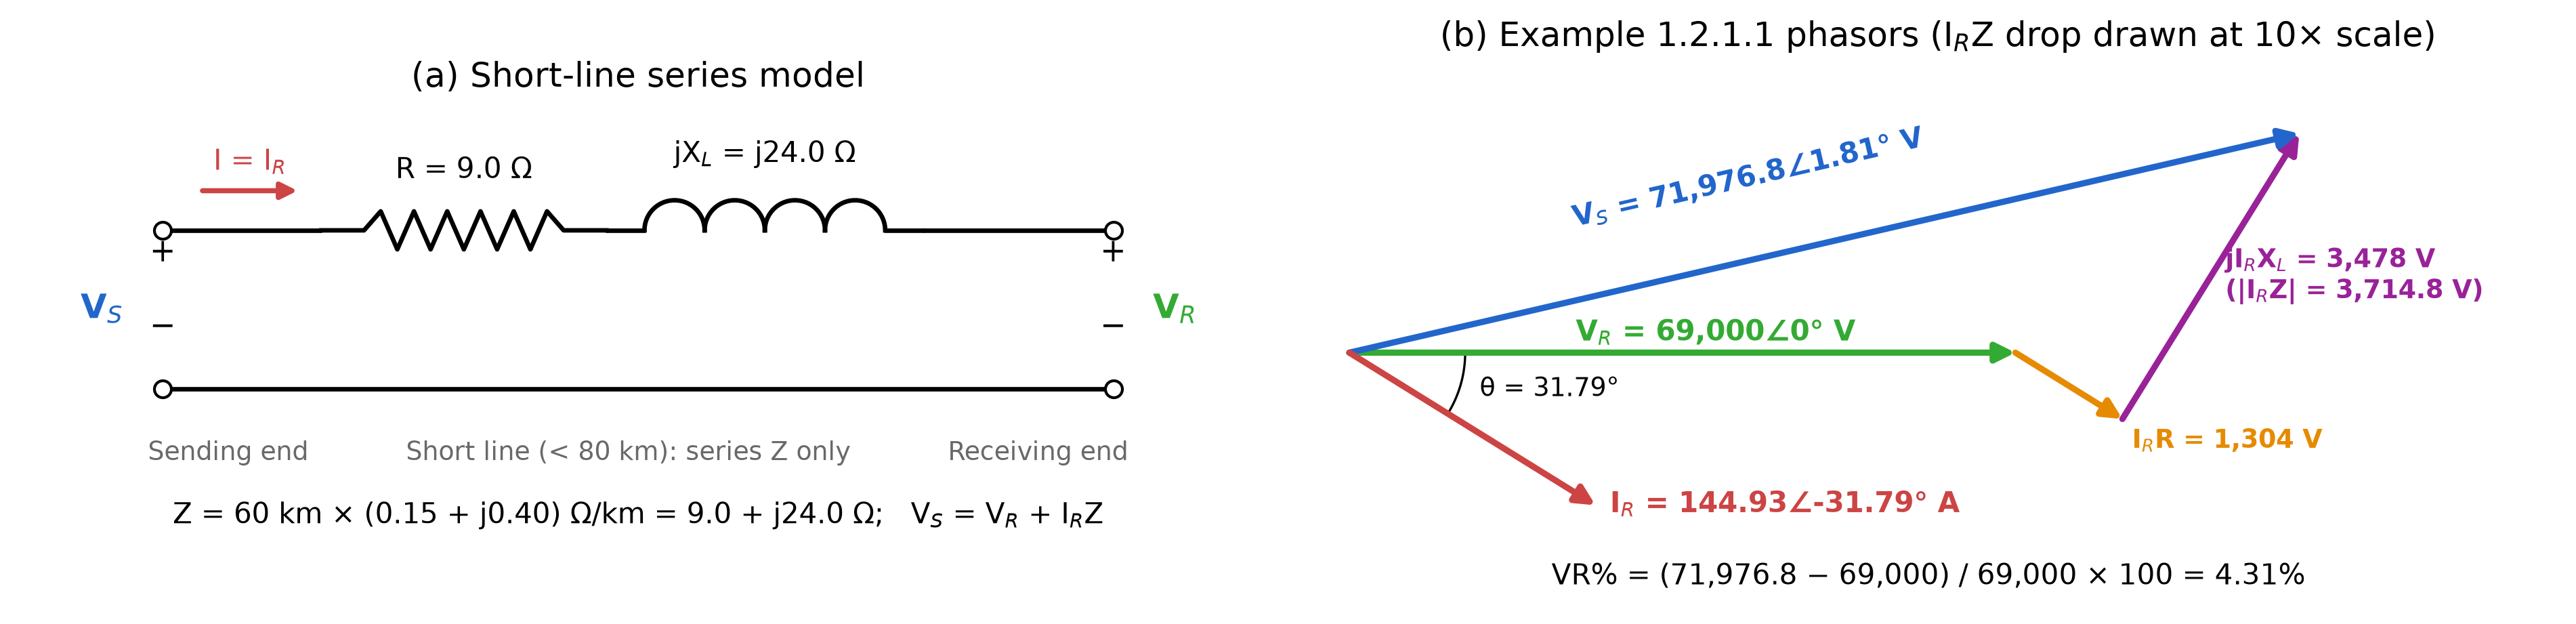 (a) Short-line series model
I = I_R
R = 9.0 Ω
jX_L = j24.0 Ω
+
+
V_S
V_R
−
−
Sending end
Short line (< 80 km): series Z only
Receiving end
Z = 60 km × (0.15 + j0.40) Ω/km = 9.0 + j24.0 Ω; V_S = V_R + I_RZ
(b) Example 1.2.1.1 phasors (I_RZ drop drawn at 10× scale)
V_S = 71,976.8∠1.81° V
jI_RX_L = 3,478 V
(|I_RZ| = 3,714.8 V)
V_R = 69,000∠0° V
θ = 31.79°
I_RR = 1,304 V
I_R = 144.93∠-31.79° A
VR% = (71,976.8 − 69,000) / 69,000 × 100 = 4.31%